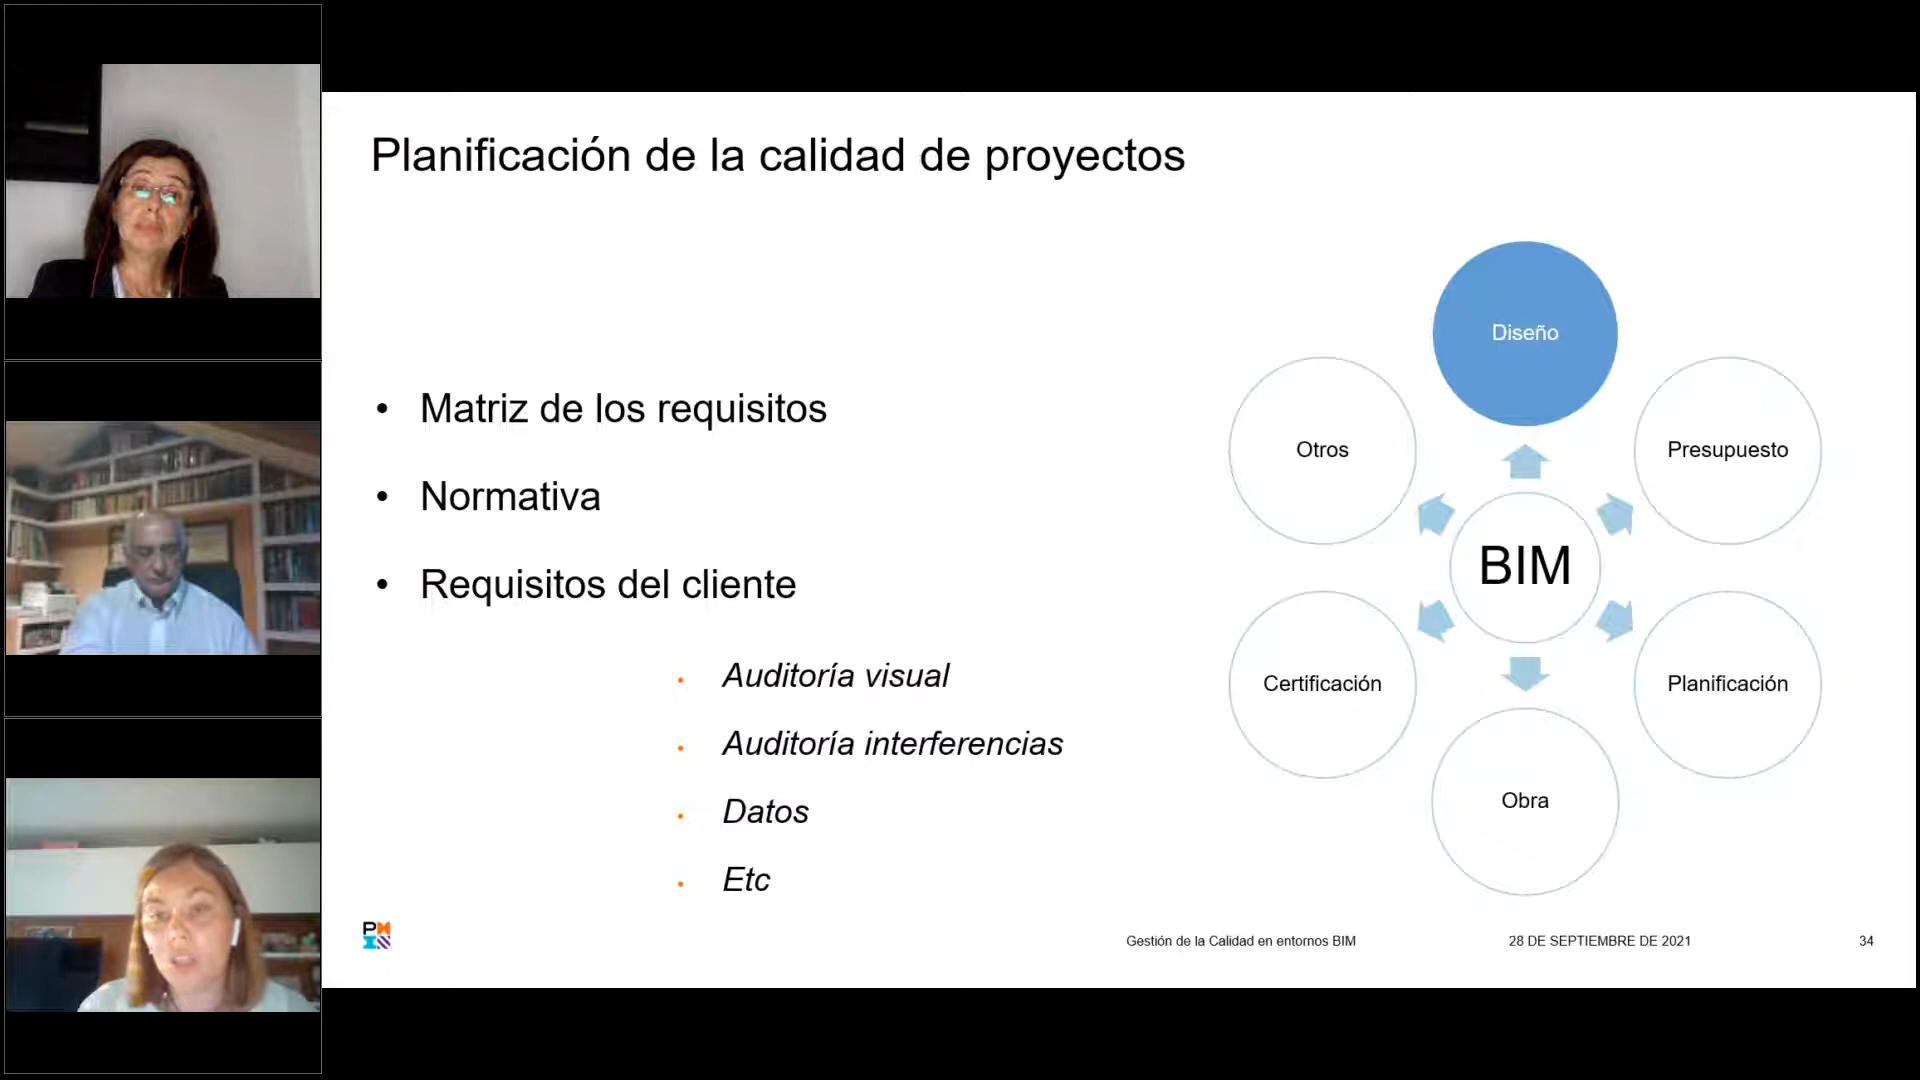 Planificación de la calidad de proyectos
• Matriz de los requisitos
• Normativa
• Requisitos del cliente
• Auditoría visual
• Auditoría interferencias
• Datos
• Etc
Diseño
Otros
Presupuesto
BIM
Certificación
Planificación
Obra
Gestión de la Calidad en entornos BIM
28 DE SEPTIEMBRE DE 2021
34